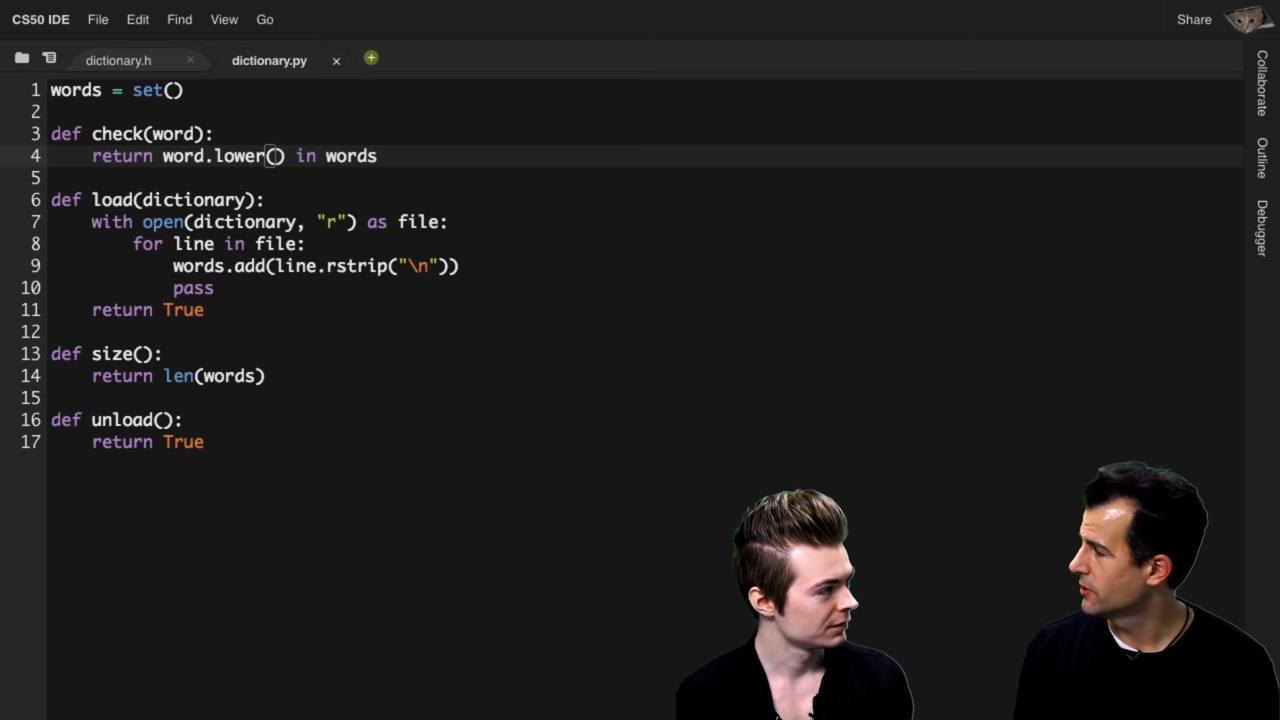 CS50 IDE File Edit Find View Go Share
dictionary.h × dictionary.py ×
1 words = set()
2
3 def check(word):
4     return word.lower() in words
5
6 def load(dictionary):
7     with open(dictionary, "r") as file:
8         for line in file:
9             words.add(line.rstrip("\n"))
10             pass
11     return True
12
13 def size():
14     return len(words)
15
16 def unload():
17     return True
Collaborate
Outline
Debugger